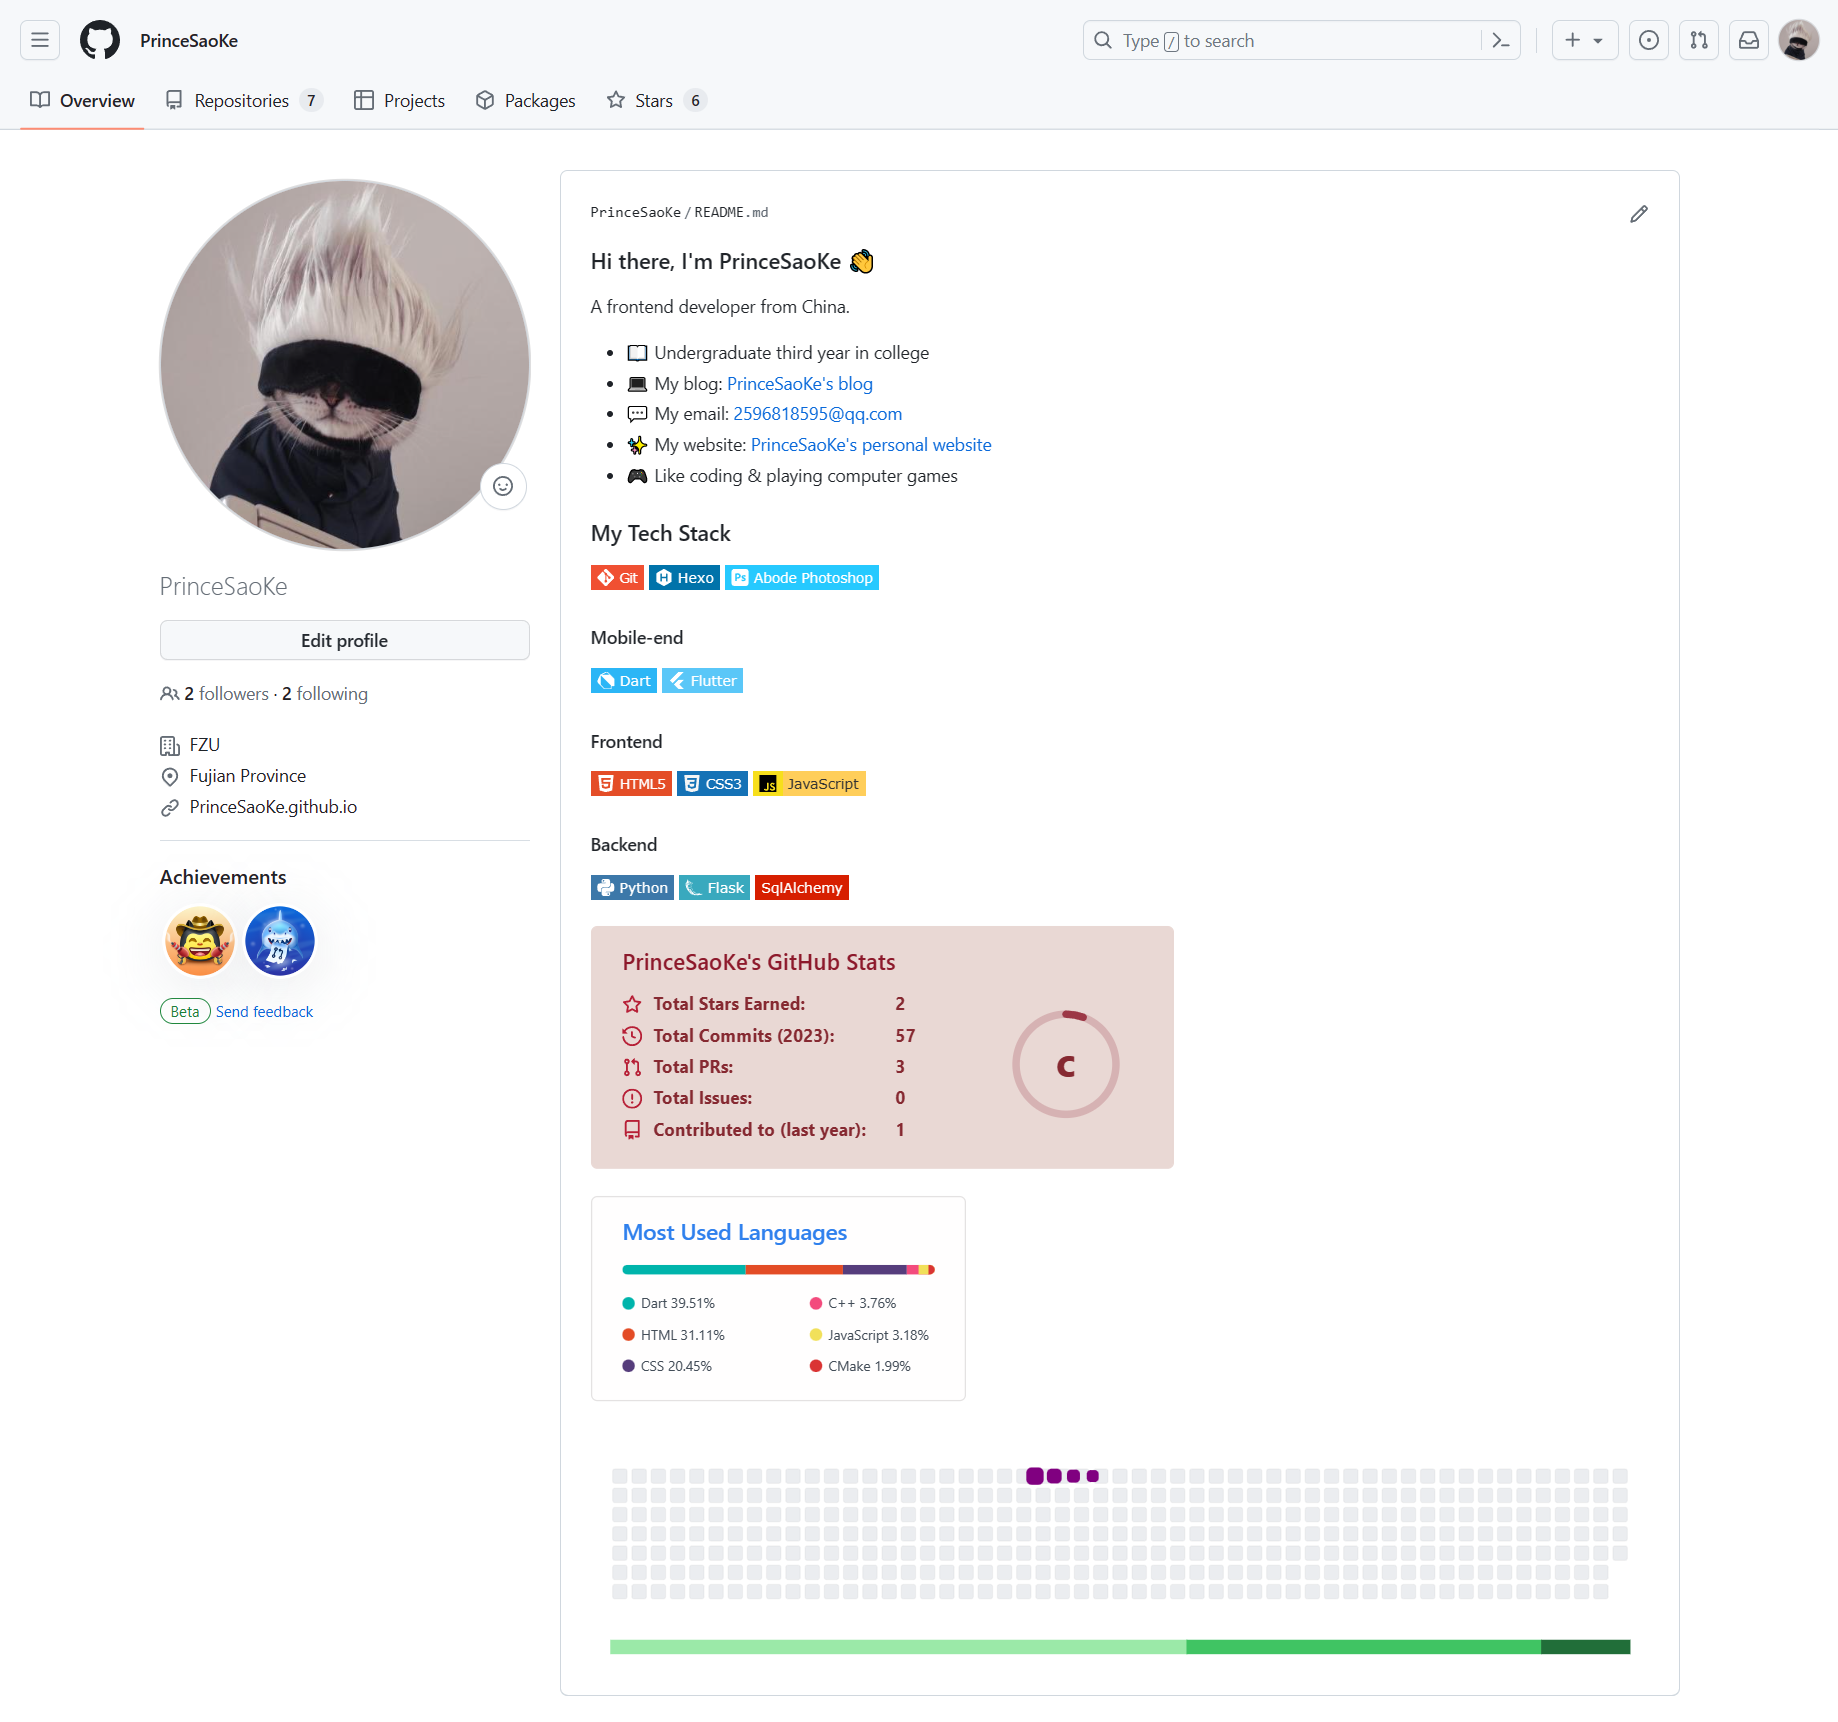 PrinceSaoKe
Type / to search
Overview
Repositories 7
Projects
Packages
Stars 6
PrinceSaoKe
Edit profile
2 followers · 2 following
FZU
Fujian Province
PrinceSaoKe.github.io
Achievements
Beta Send feedback
PrinceSaoKe/README.md
Hi there, I'm PrinceSaoKe 👋
A frontend developer from China.
Undergraduate third year in college
My blog: PrinceSaoKe's blog
My email: 2596818595@qq.com
My website: PrinceSaoKe's personal website
Like coding & playing computer games
My Tech Stack
Git Hexo Ps Abode Photoshop
Mobile-end
Dart Flutter
Frontend
HTML5 CSS3 JS JavaScript
Backend
Python Flask SqlAlchemy
PrinceSaoKe's GitHub Stats
Total Stars Earned: 2
Total Commits (2023): 57
Total PRs: 3
Total Issues: 0
Contributed to (last year): 1
C
Most Used Languages
Dart 39.51%
HTML 31.11%
CSS 20.45%
C++ 3.76%
JavaScript 3.18%
CMake 1.99%